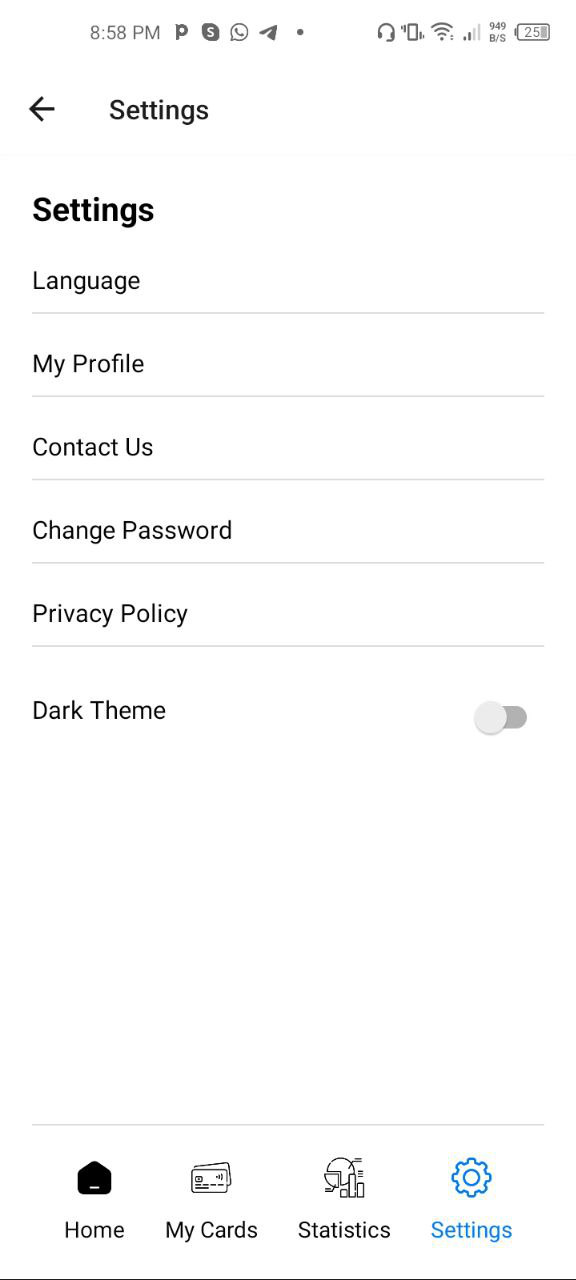 8:58 PM
949
B/S
25
Settings
Settings
Language
My Profile
Contact Us
Change Password
Privacy Policy
Dark Theme
Home
My Cards
Statistics
Settings